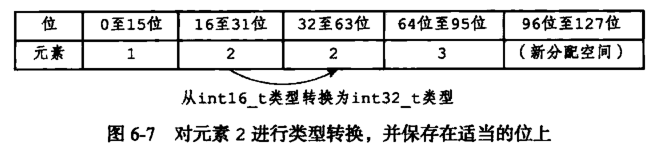 位 0至15位 16至31位 32至63位 64位至95位 96位至127位
元素 1 2 2 3 (新分配空间)
从int16_t类型转换为int32_t类型
图 6-7 对元素 2 进行类型转换，并保存在适当的位上